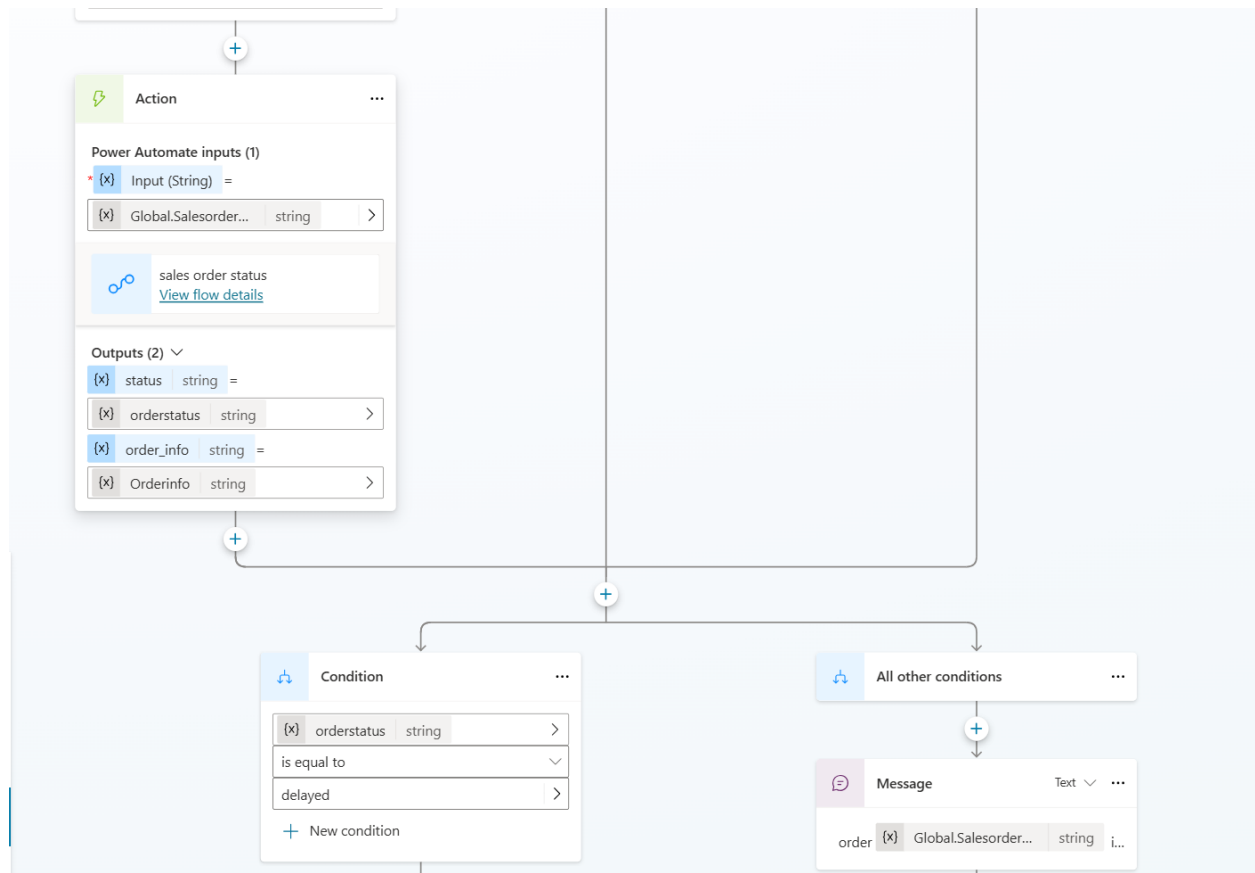 Action
Power Automate inputs (1)
* {x} Input (String) =
{x} Global.Salesorder... string
sales order status
View flow details
Outputs (2)
{x} status string =
{x} orderstatus string
{x} order_info string =
{x} Orderinfo string
Condition
{x} orderstatus string
is equal to
delayed
New condition
All other conditions
Message Text
order {x} Global.Salesorder... string i...